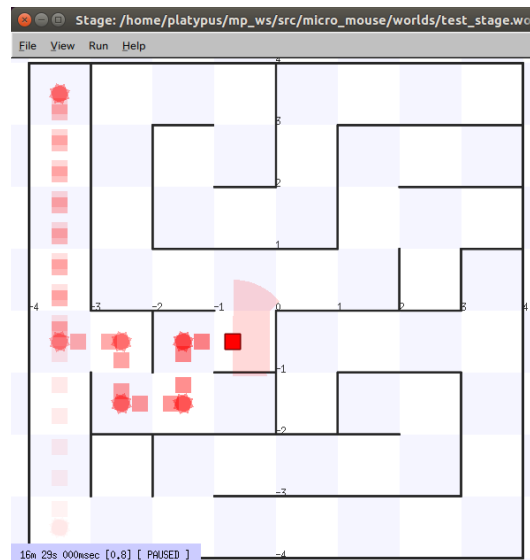 Stage: /home/platypus/mp_ws/src/micro_mouse/worlds/test_stage.wo
File View Run Help
4
3
2
1
-4 -3 -2 -1 0 1 2 3 4
-1
-2
-3
-4
16m 29s 000msec [0.8] [ PAUSED ]